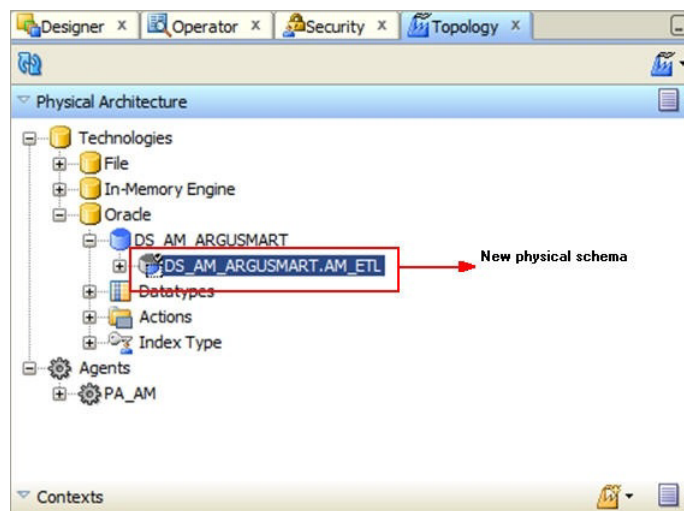 Designer x Operator x Security x Topology x
Physical Architecture
Technologies
File
In-Memory Engine
Oracle
DS_AM_ARGUSMART
DS_AM_ARGUSMART.AM_ETL
New physical schema
Datatypes
Actions
Index Type
Agents
PA_AM
Contexts